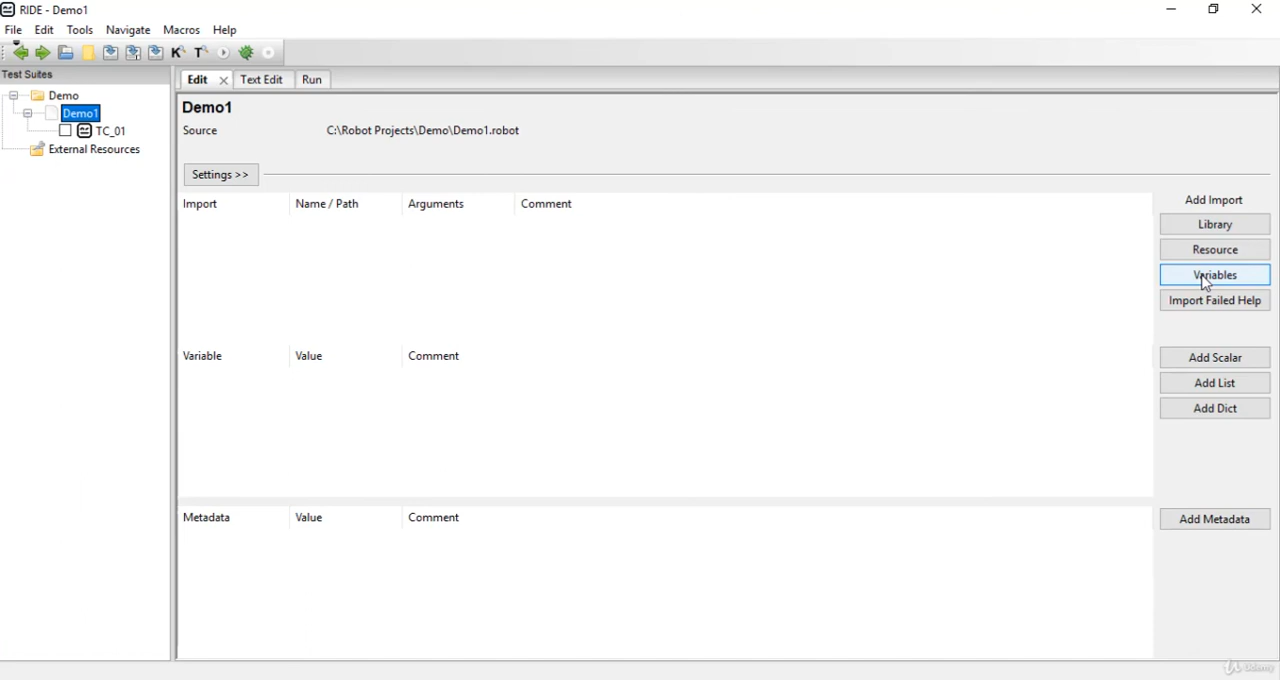 RIDE - Demo1
File Edit Tools Navigate Macros Help
K T
Test Suites
Edit Text Edit Run
Demo
Demo1
TC_01
External Resources
Demo1
Source C:\Robot Projects\Demo\Demo1.robot
Settings >>
Import Name / Path Arguments Comment
Add Import
Library
Resource
Variables
Import Failed Help
Variable Value Comment
Add Scalar
Add List
Add Dict
Metadata Value Comment
Add Metadata
Udemy